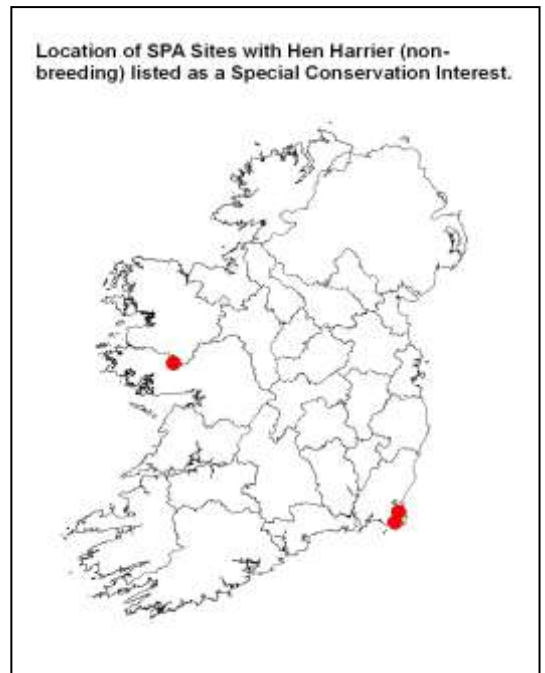 Location of SPA Sites with Hen Harrier (non-
breeding) listed as a Special Conservation Interest.